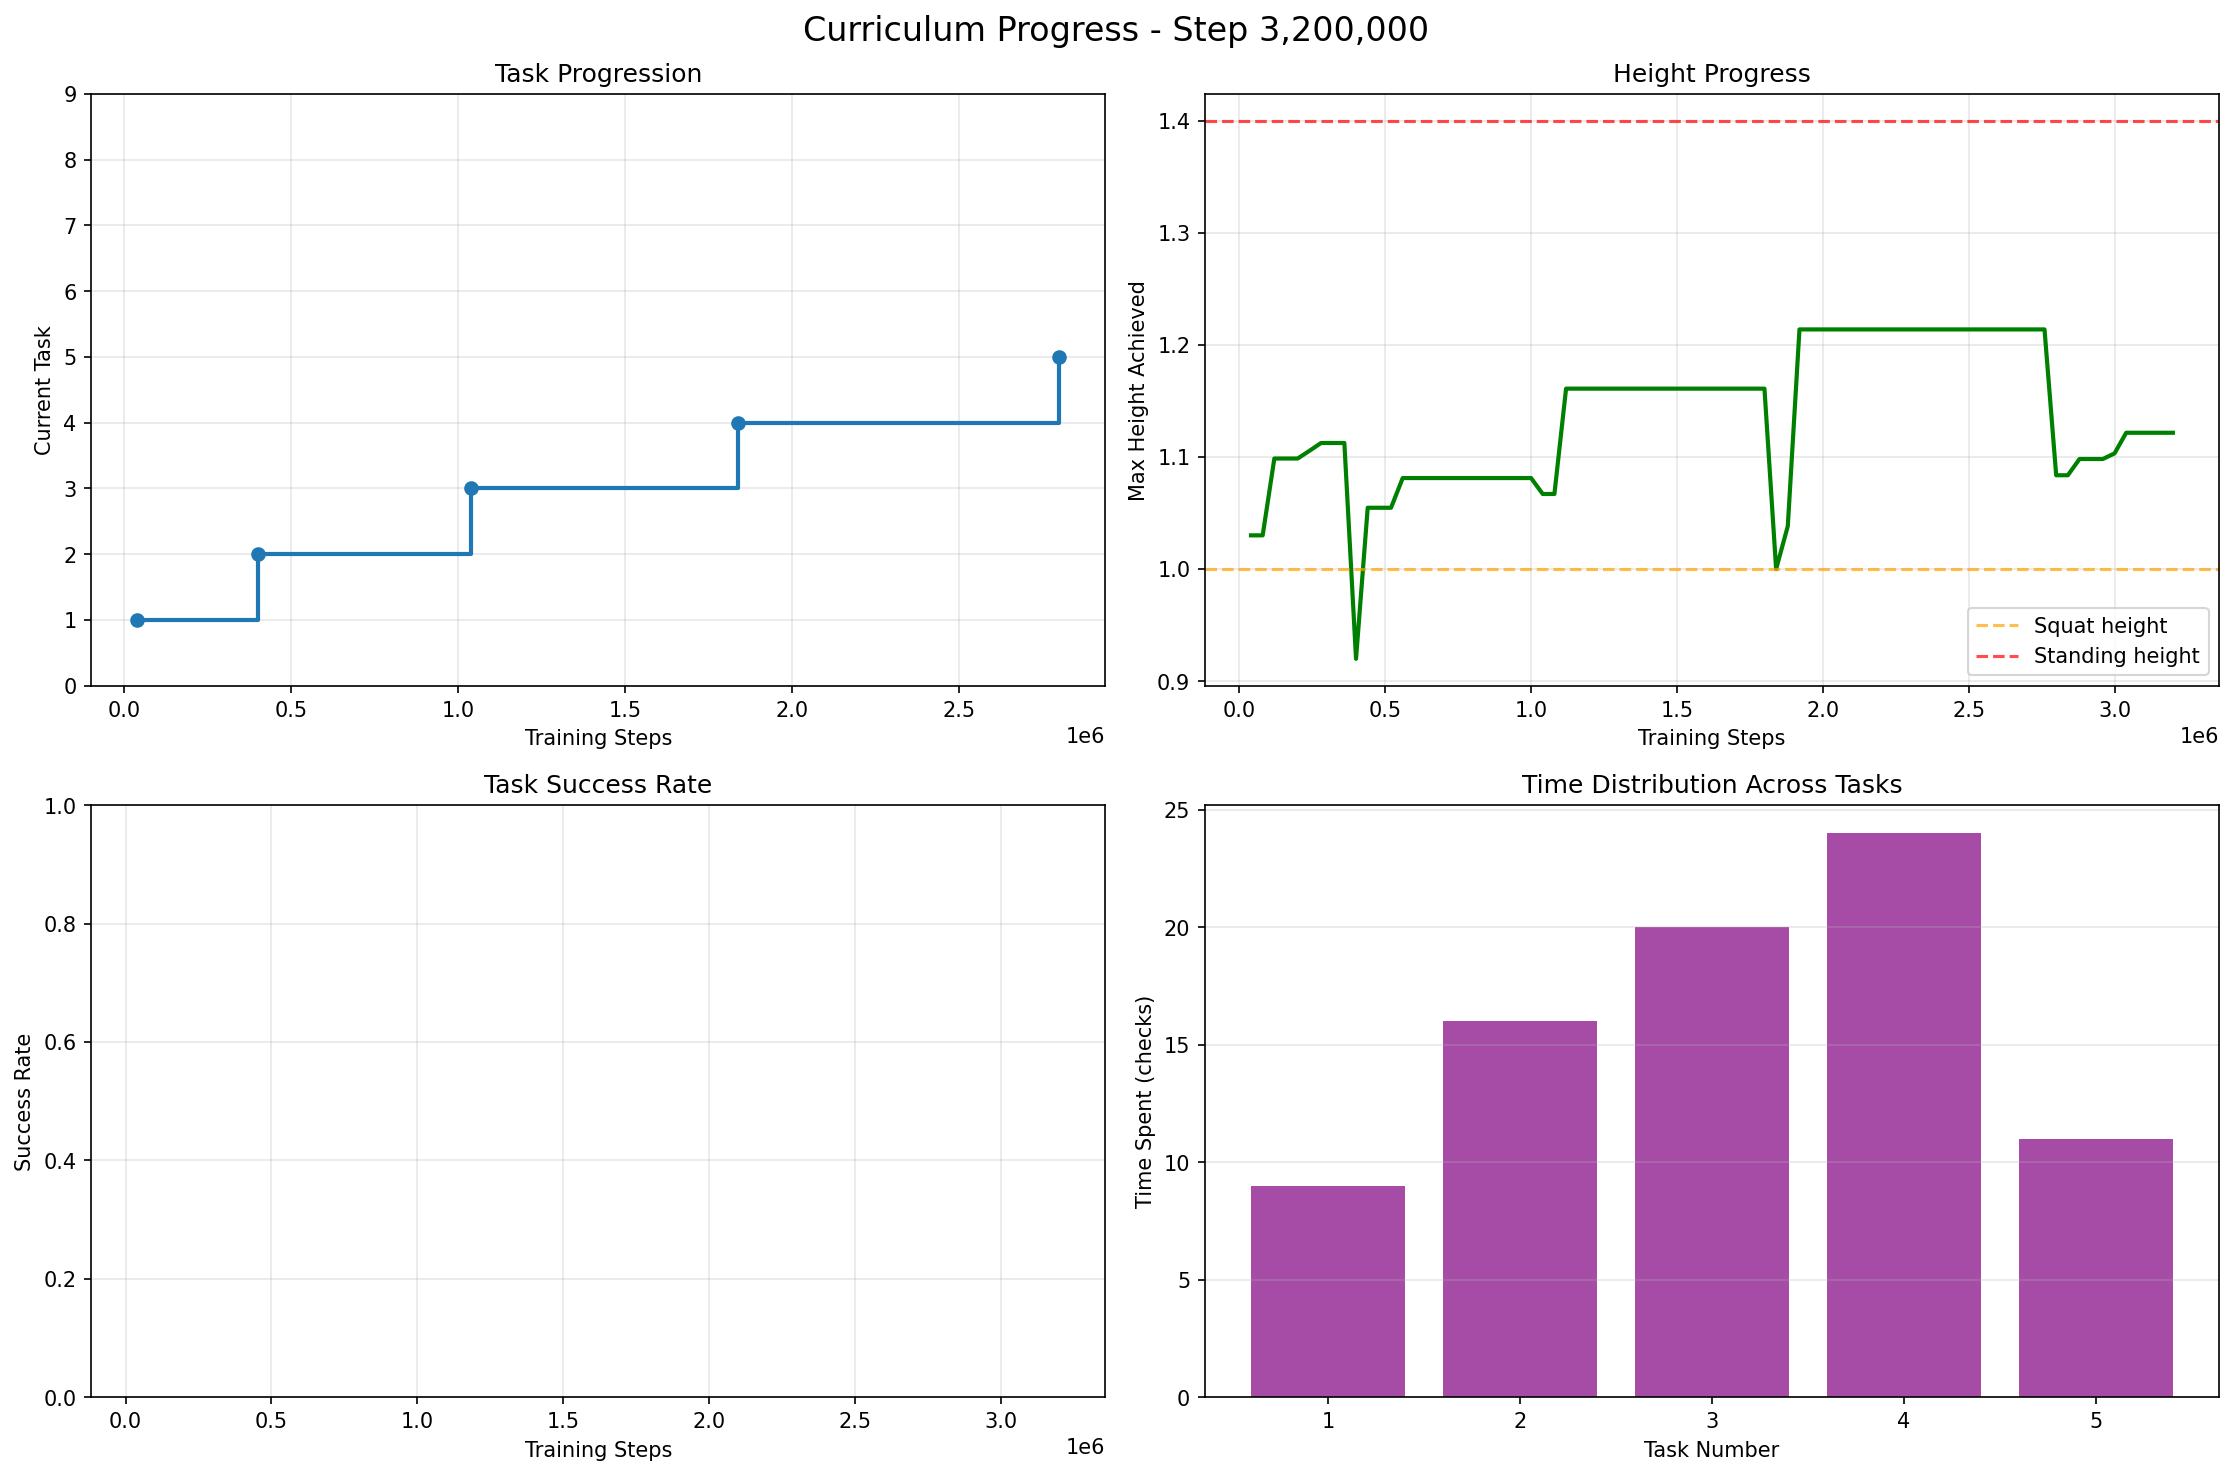 Curriculum Progress - Step 3,200,000
Task Progression
9
8
7
6
5
4
3
2
1
0
Current Task
0.0 0.5 1.0 1.5 2.0 2.5
Training Steps
1e6
Height Progress
1.4
1.3
1.2
1.1
1.0
0.9
Max Height Achieved
Squat height
Standing height
0.0 0.5 1.0 1.5 2.0 2.5 3.0
Training Steps
1e6
Task Success Rate
1.0
0.8
0.6
0.4
0.2
0.0
Success Rate
0.0 0.5 1.0 1.5 2.0 2.5 3.0
Training Steps
1e6
Time Distribution Across Tasks
25
20
15
10
5
0
Time Spent (checks)
1 2 3 4 5
Task Number